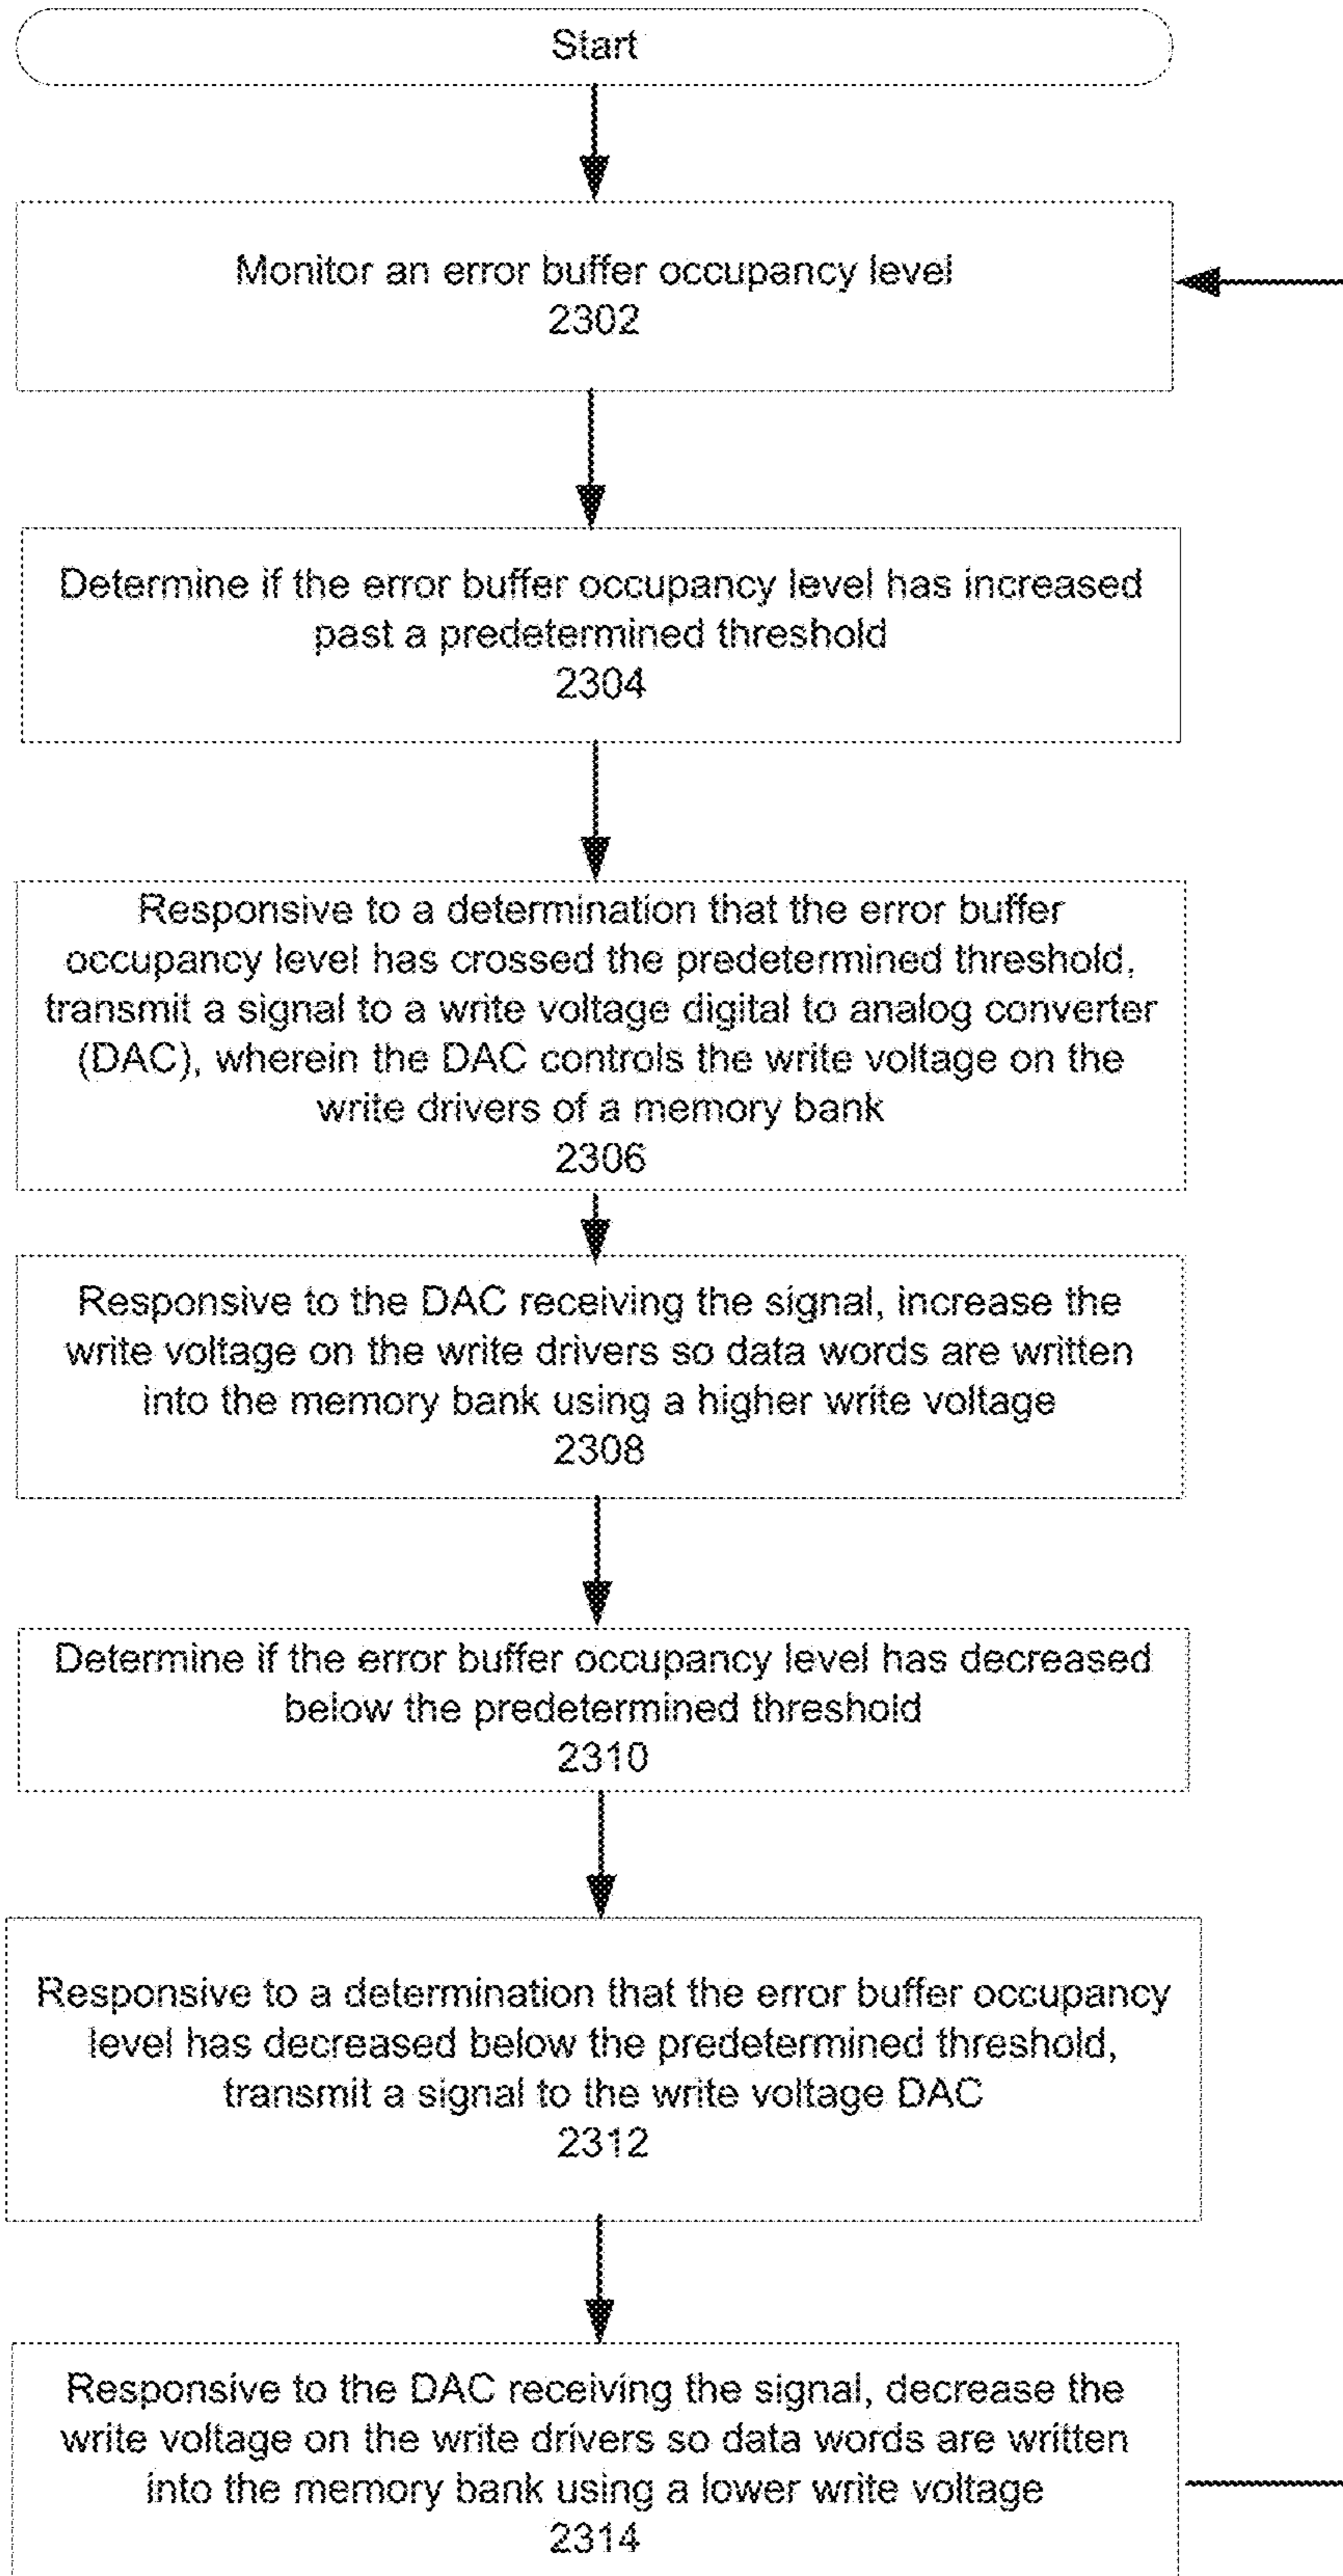 Start
Monitor an error buffer occupancy level
2302
Determine if the error buffer occupancy level has increased
past a predetermined threshold
2304
Responsive to a determination that the error buffer
occupancy level has crossed the predetermined threshold,
transmit a signal to a write voltage digital to analog converter
(DAC), wherein the DAC controls the write voltage on the
write drivers of a memory bank
2306
Responsive to the DAC receiving the signal, increase the
write voltage on the write drivers so data words are written
into the memory bank using a higher write voltage
2308
Determine if the error buffer occupancy level has decreased
below the predetermined threshold
2310
Responsive to a determination that the error buffer occupancy
level has decreased below the predetermined threshold,
transmit a signal to the write voltage DAC
2312
Responsive to the DAC receiving the signal, decrease the
write voltage on the write drivers so data words are written
into the memory bank using a lower write voltage
2314